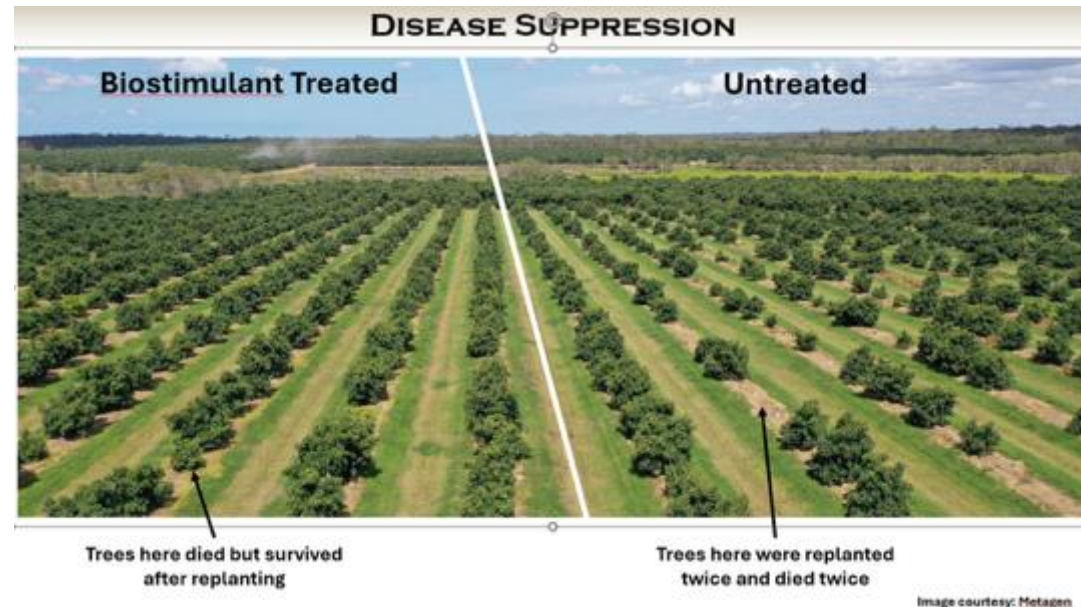 DISEASE SUPPRESSION
Biostimulant Treated
Untreated
Trees here died but survived
after replanting
Trees here were replanted
twice and died twice
Image courtesy: Metagen